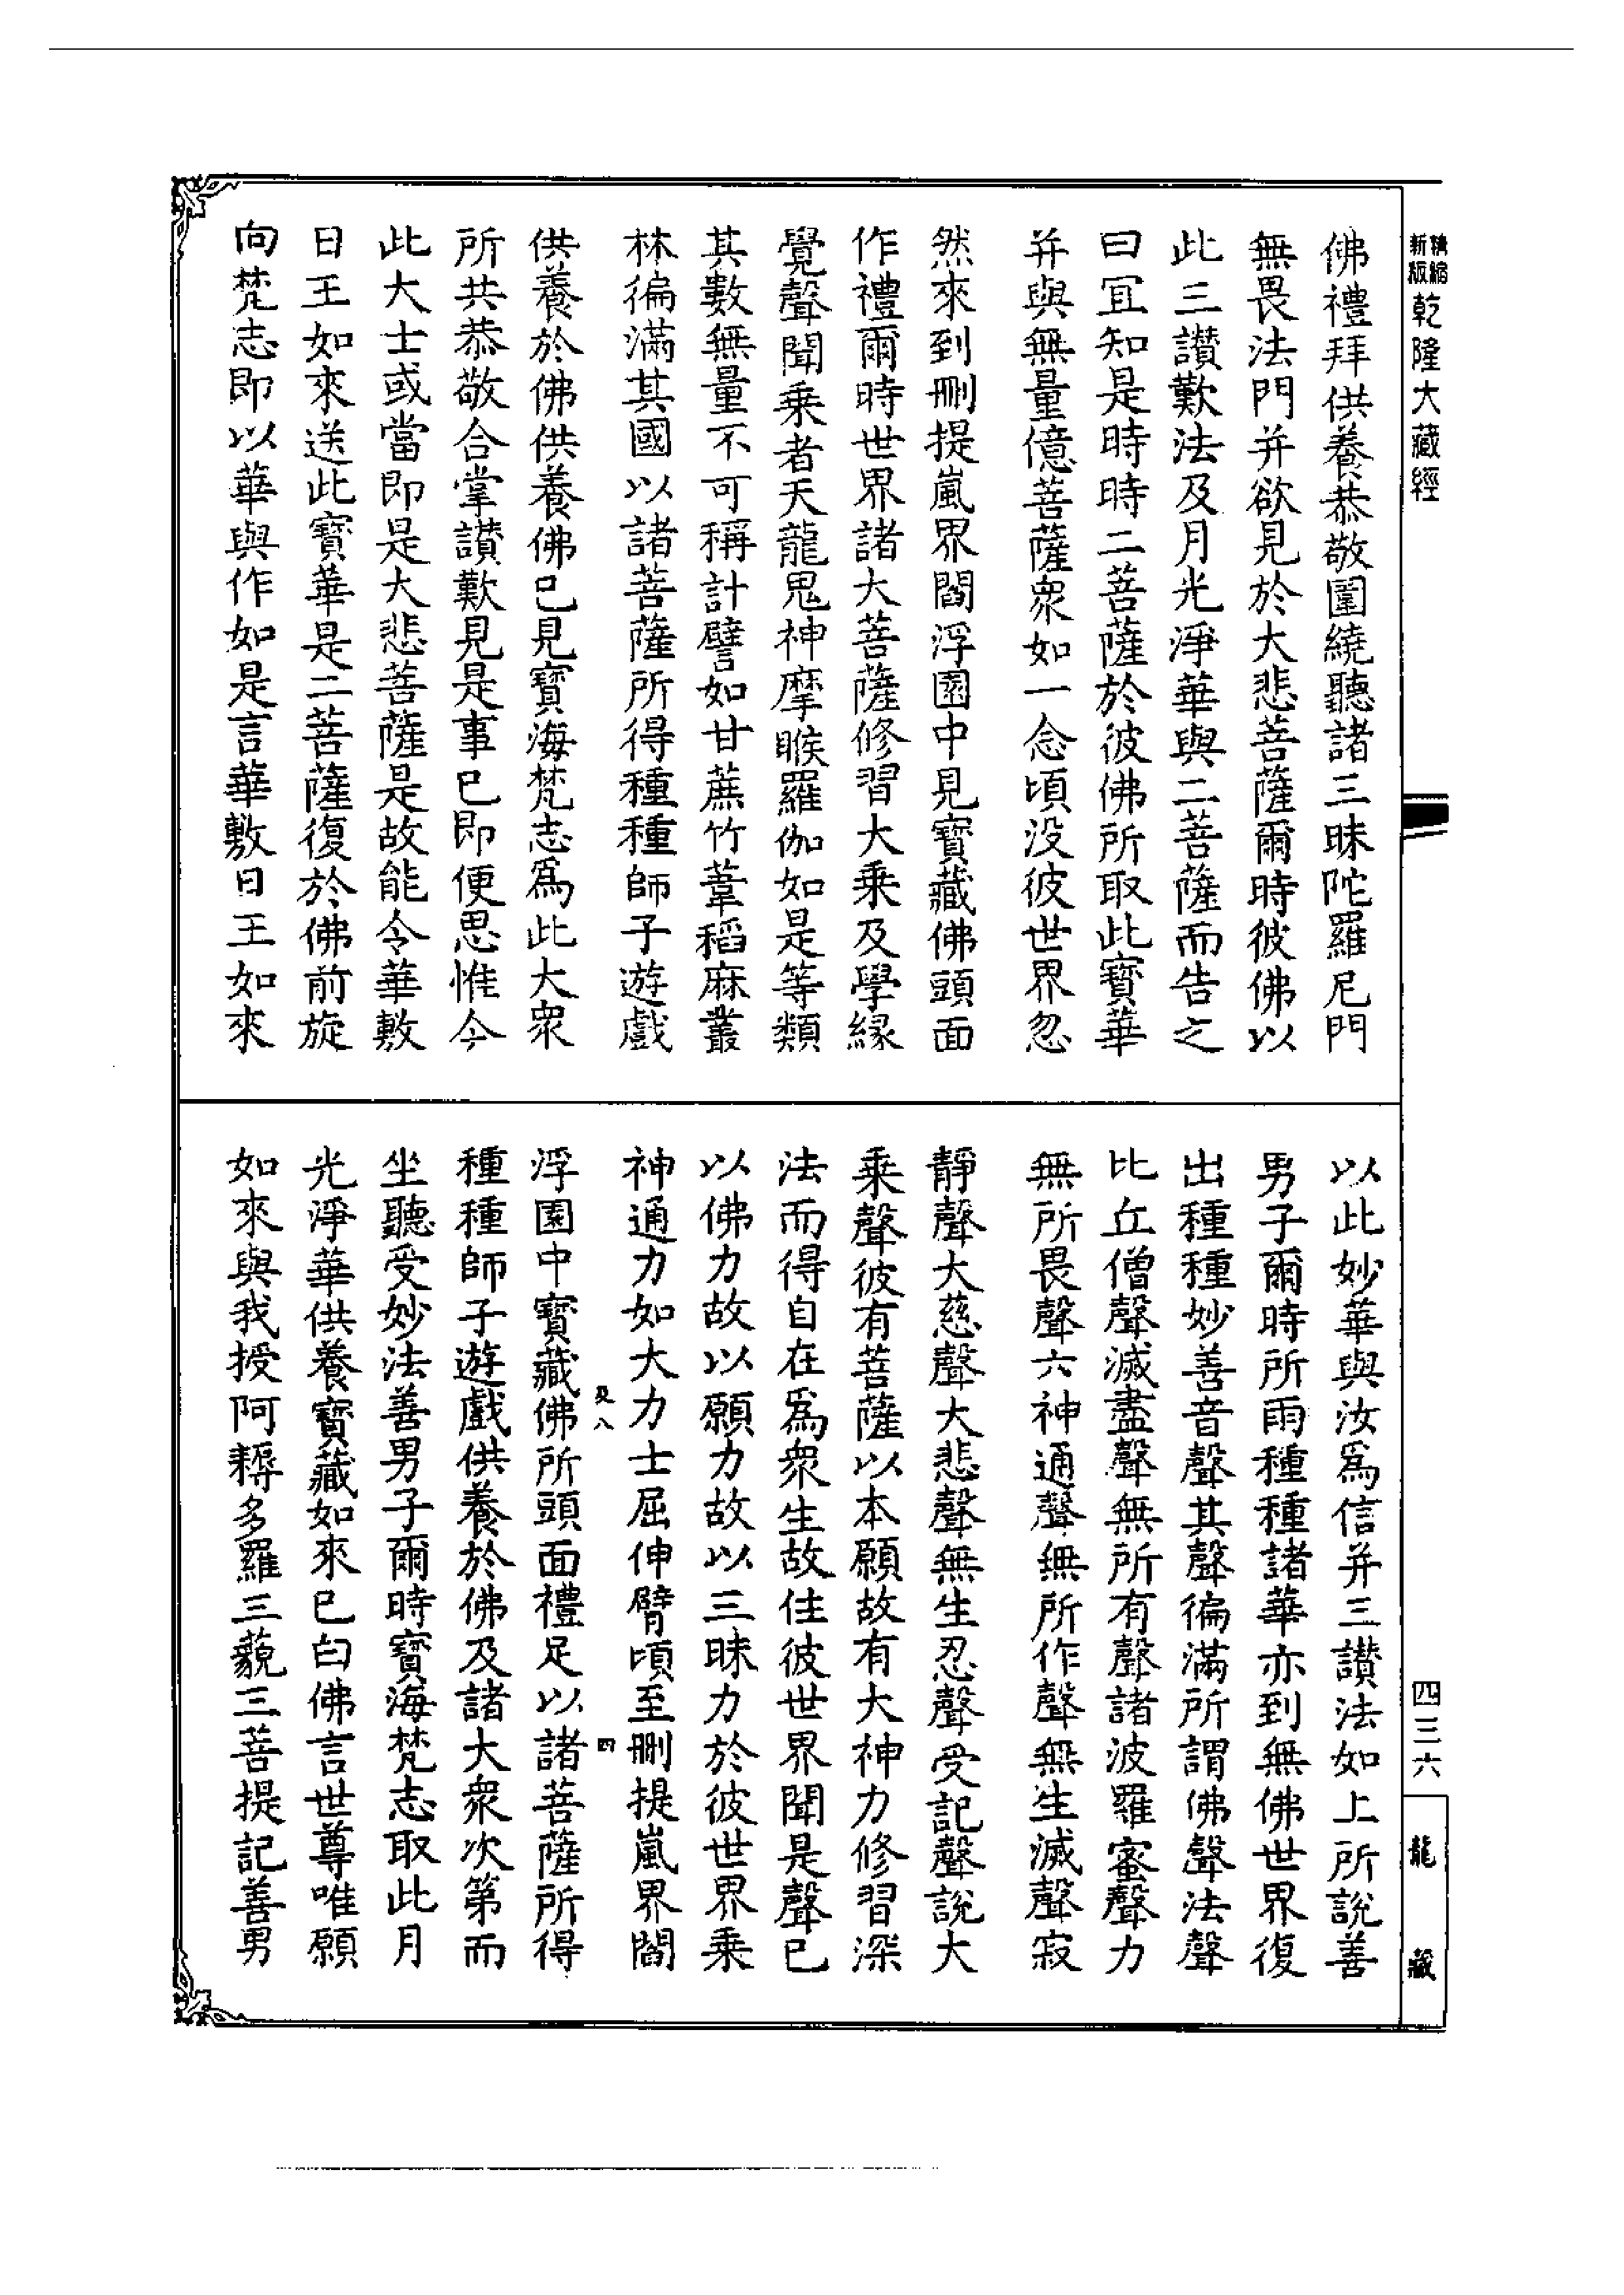 精縮
新版
乾隆大藏經
佛禮拜供養恭敬圍繞聽諸三昧陀羅尼門
無畏法門并欲見於大悲菩薩爾時彼佛以
此三讃歎法及月光淨華與二菩薩而告之
曰冝知是時時二菩薩於彼佛所取此寳華
并與無量億菩薩衆如一念頃没彼世界忽
然來到刪提嵐界閻浮園中見寳藏佛頭面
作禮爾時世界諸大菩薩修習大乗及學緣
覺聲聞乗者天龍鬼神摩睺羅伽如是等類
其數無量不可稱計譬如甘蔗竹葦稻麻叢
林徧滿其國以諸菩薩所得種種師子遊戲
供養於佛供養佛已見寳海梵志爲此大衆
所共恭敬合掌讃歎見是事已即便思惟今
此大士或當即是大悲菩薩是故能令華敷
日王如來送此寳華是二菩薩復於佛前旋
向梵志即以華與作如是言華敷日王如來
以此妙華與汝爲信并三讃法如上所說善
男子爾時所雨種種諸華亦到無佛世界復
出種種妙善音聲其聲徧滿所謂佛聲法聲
比丘僧聲滅盡聲無所有聲諸波羅蜜聲力
無所畏聲六神通聲無所作聲無生滅聲寂
靜聲大慈聲大悲聲無生忍聲受記聲說大
乗聲彼有菩薩以本願故有大神力修習深
法而得自在爲衆生故住彼世界聞是聲已
以佛力故以願力故以三昧力於彼世界乗
神通力如大力士屈伸臂頃至刪提嵐界閻
浮園中寳藏佛所頭面禮足以諸菩薩所得
種種師子遊戲供養於佛及諸大衆次第而
坐聽受妙法善男子爾時寳海梵志取此月
光淨華供養寳藏如來已白佛言世尊唯願
如來與我授阿耨多羅三藐三菩提記善男
四
四三六
龍藏